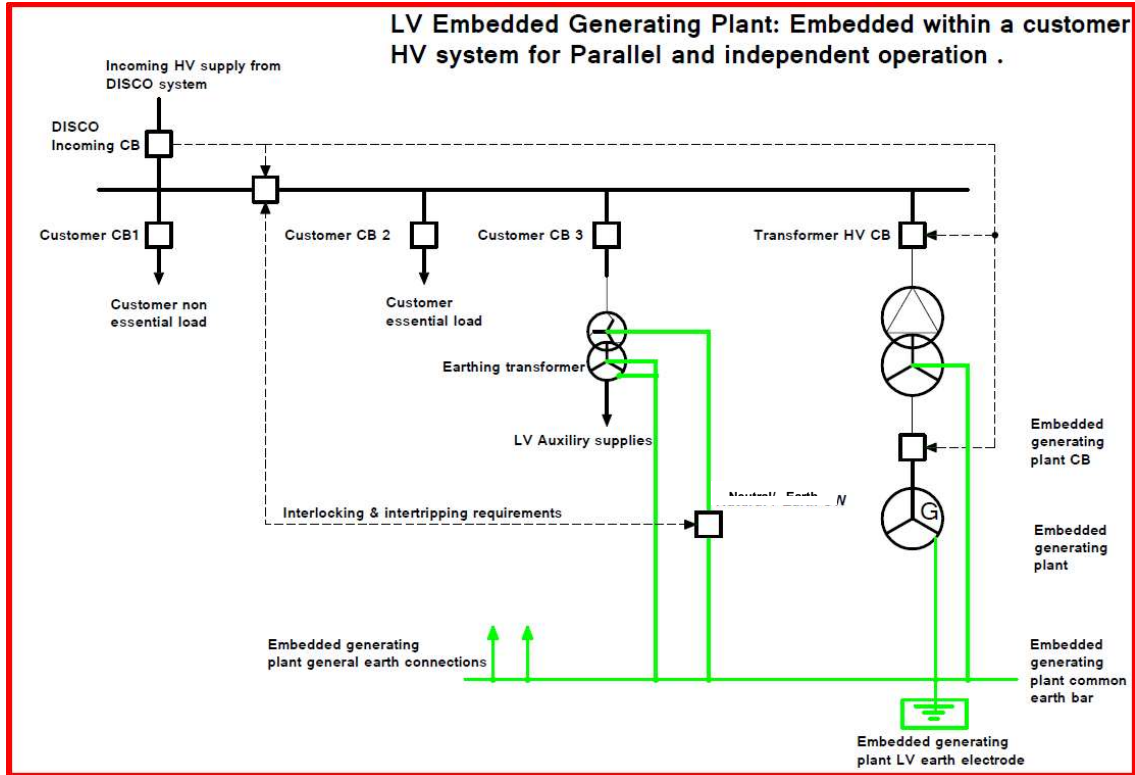 LV Embedded Generating Plant: Embedded within a customer
HV system for Parallel and independent operation .
Incoming HV supply from
DISCO system
DISCO
Incoming CB
Customer CB1
Customer CB 2
Customer CB 3
Transformer HV CB
Customer non
essential load
Customer
essential load
Earthing transformer
LV Auxiliry supplies
Embedded
generating
plant CB
Interlocking & intertripping requirements
G
Embedded
generating
plant
Embedded generating
plant general earth connections
Embedded
generating
plant common
earth bar
Embedded generating
plant LV earth electrode